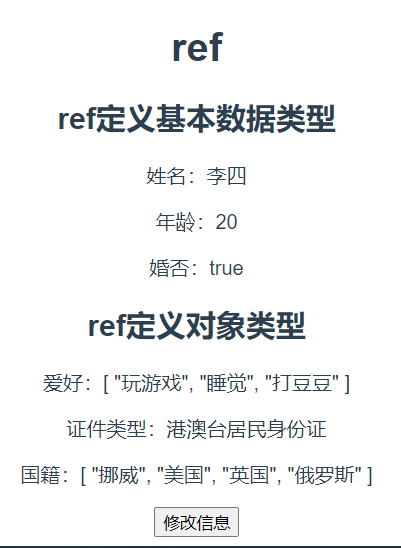 ref
ref定义基本数据类型
姓名：李四
年龄：20
婚否：true
ref定义对象类型
爱好：[ "玩游戏", "睡觉", "打豆豆" ]
证件类型：港澳台居民身份证
国籍：[ "挪威", "美国", "英国", "俄罗斯" ]
修改信息